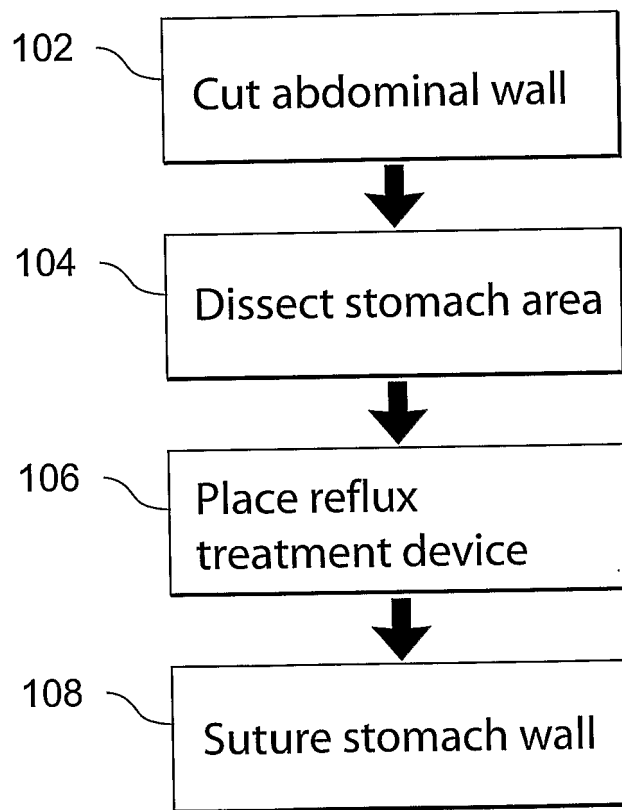 102
Cut abdominal wall
104
Dissect stomach area
106
Place reflux
treatment device
108
Suture stomach wall